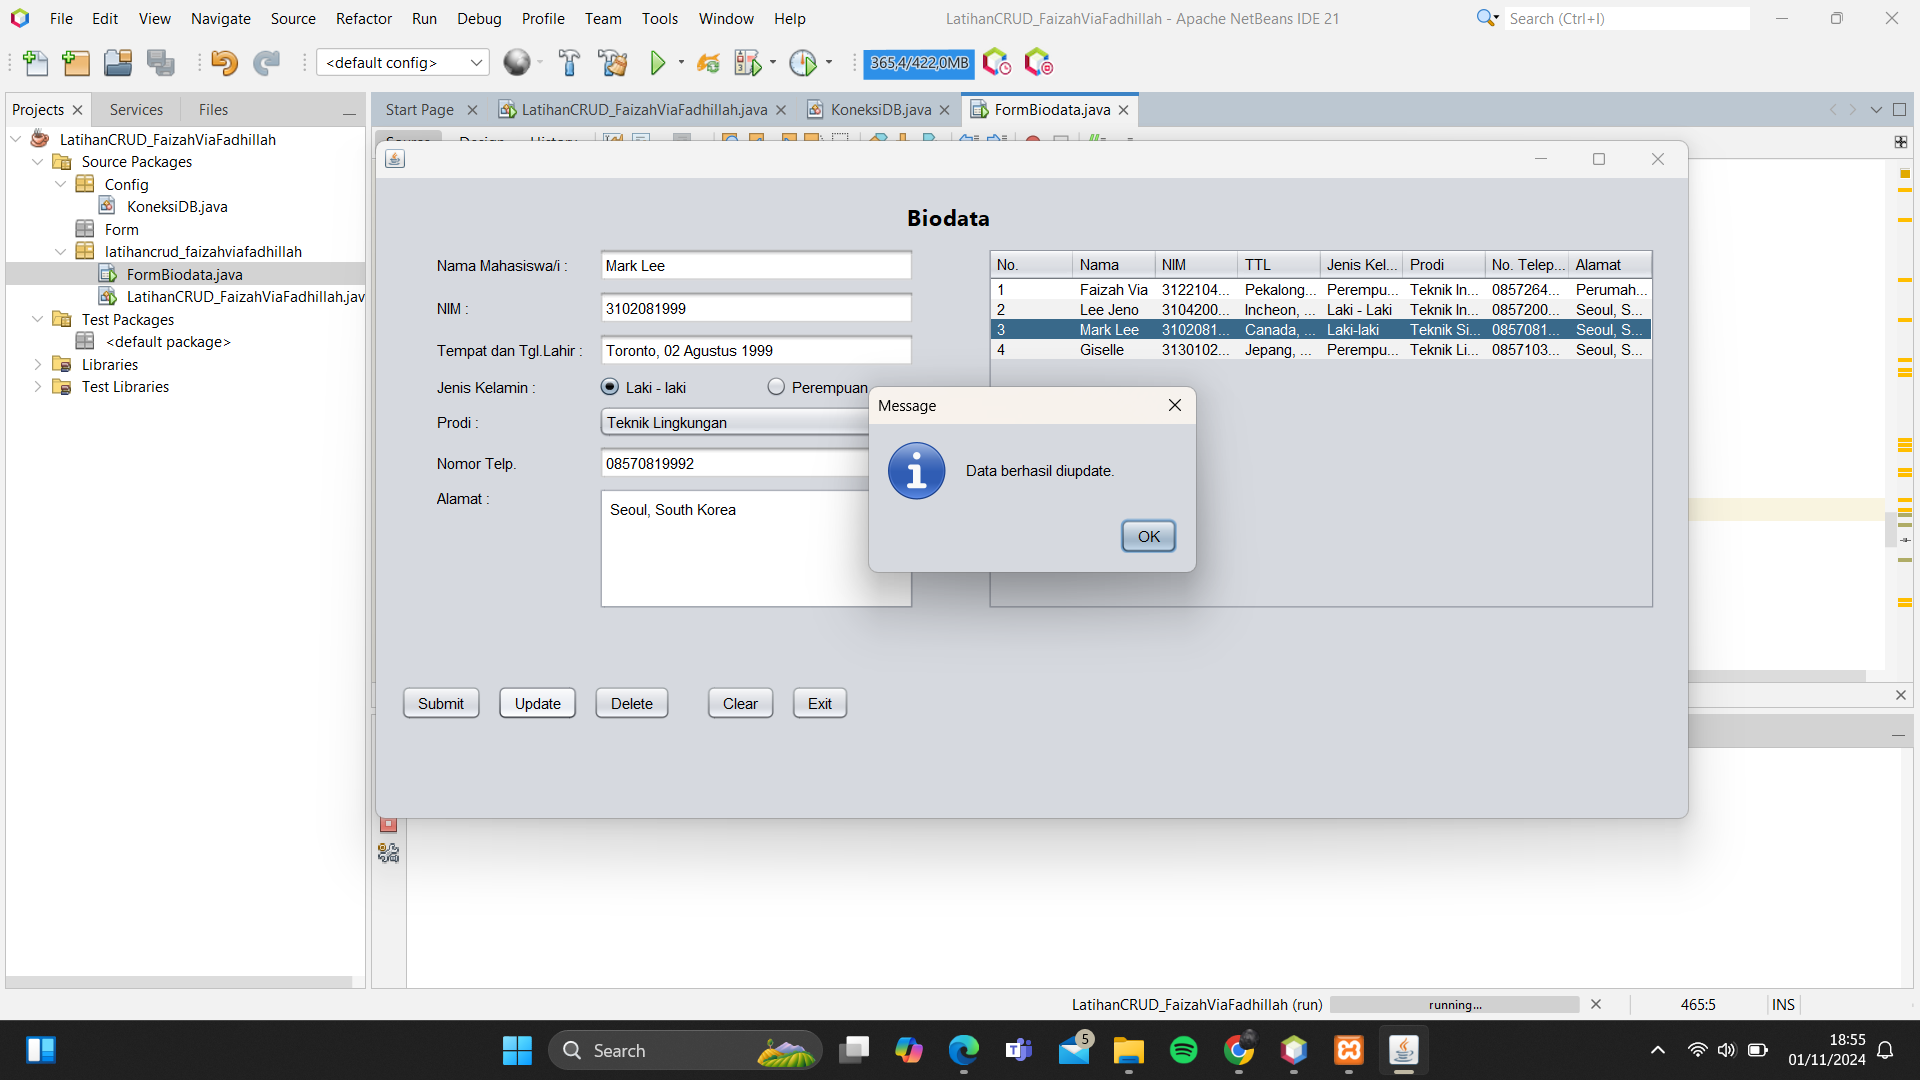 File Edit View Navigate Source Refactor Run Debug Profile Team Tools Window Help
LatihanCRUD_FaizahViaFadhillah - Apache NetBeans IDE 21
Search (Ctrl+I)
<default config>
365,4/422,0MB
Projects Services Files
Start Page LatihanCRUD_FaizahViaFadhillah.java KoneksiDB.java FormBiodata.java
LatihanCRUD_FaizahViaFadhillah
Source Packages
Config
KoneksiDB.java
Form
latihancrud_faizahviafadhillah
FormBiodata.java
LatihanCRUD_FaizahViaFadhillah.jav
Test Packages
<default package>
Libraries
Test Libraries
Biodata
Nama Mahasiswa/i : Mark Lee
NIM : 3102081999
Tempat dan Tgl.Lahir : Toronto, 02 Agustus 1999
Jenis Kelamin : Laki - laki Perempuan
Prodi : Teknik Lingkungan
Nomor Telp. 08570819992
Alamat : Seoul, South Korea
No. Nama NIM TTL Jenis Kel... Prodi No. Telep... Alamat
1 Faizah Via 3122104... Pekalong... Perempu... Teknik In... 0857264... Perumah...
2 Lee Jeno 3104200... Incheon, ... Laki - Laki Teknik In... 0857200... Seoul, S...
3 Mark Lee 3102081... Canada, ... Laki-laki Teknik Si... 0857081... Seoul, S...
4 Giselle 3130102... Jepang, ... Perempu... Teknik Li... 0857103... Seoul, S...
Message
Data berhasil diupdate.
OK
Submit Update Delete Clear Exit
LatihanCRUD_FaizahViaFadhillah (run) running... 465:5 INS
Search
5
18:55
01/11/2024